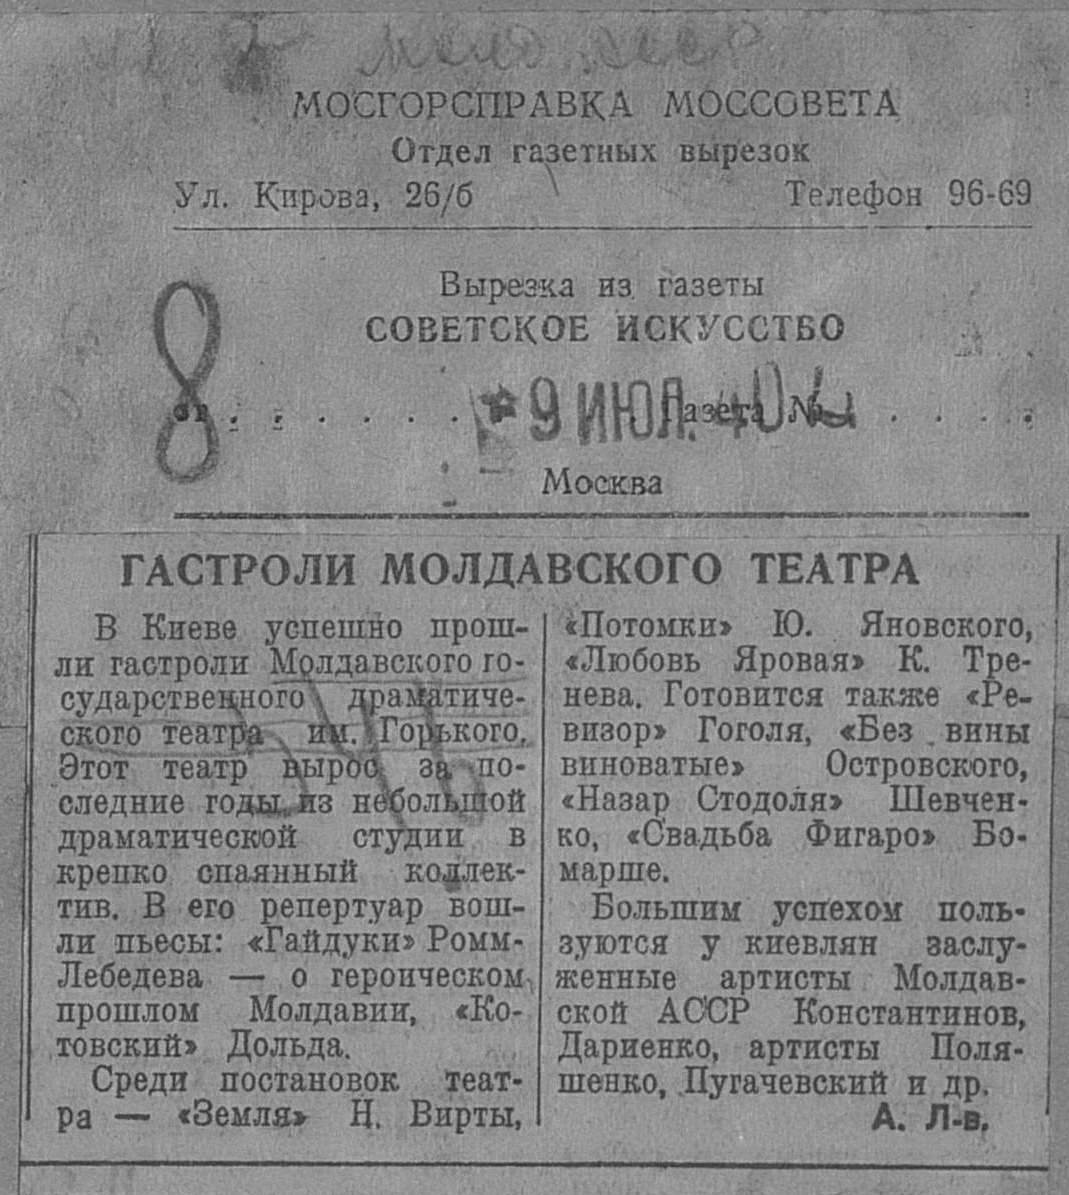 МОСГОРСПРАВКА МОССОВЕТА
Отдел газетных вырезок
Ул. Кирова, 26/б Телефон 96-69
Вырезка из газеты
СОВЕТСКОЕ ИСКУССТВО
8
от . . . . . . 9 ИЮЛ. 40 Газета № . . . .
Москва
ГАСТРОЛИ МОЛДАВСКОГО ТЕАТРА
В Киеве успешно прош-
ли гастроли Молдавского го-
сударственного драматиче-
ского театра им. Горького.
Этот театр вырос за по-
следние годы из небольшой
драматической студии в
крепко спаянный коллек-
тив. В его репертуар вош-
ли пьесы: «Гайдуки» Ромм-
Лебедева — о героическом
прошлом Молдавии, «Ко-
товский» Дольда.
Среди постановок теат-
ра — «Земля» Н. Вирты,
«Потомки» Ю. Яновского,
«Любовь Яровая» К. Тре-
нева. Готовится также «Ре-
визор» Гоголя, «Без вины
виноватые» Островского,
«Назар Стодоля» Шевчен-
ко, «Свадьба Фигаро» Бо-
марше.
Большим успехом поль-
зуются у киевлян заслу-
женные артисты Молдав-
ской АССР Константинов,
Дариенко, артисты Поля-
шенко, Пугачевский и др.
А. Л-в.